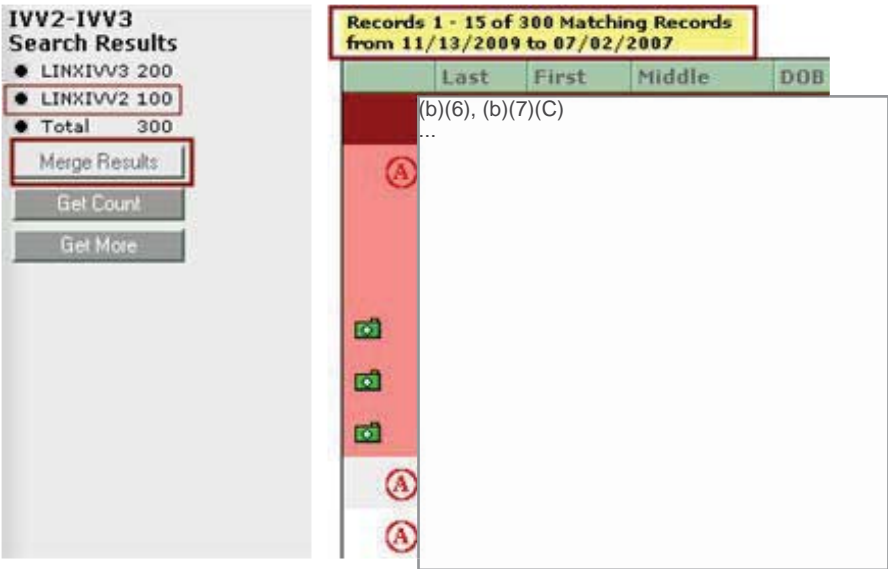 IVV2-IVV3
Search Results
LINXIVV3 200
LINXIVV2 100
Total 300
Merge Results
Get Count
Get More
Records 1 - 15 of 300 Matching Records
from 11/13/2009 to 07/02/2007
Last First Middle DOB
(b)(6), (b)(7)(C)
...
A
A
A